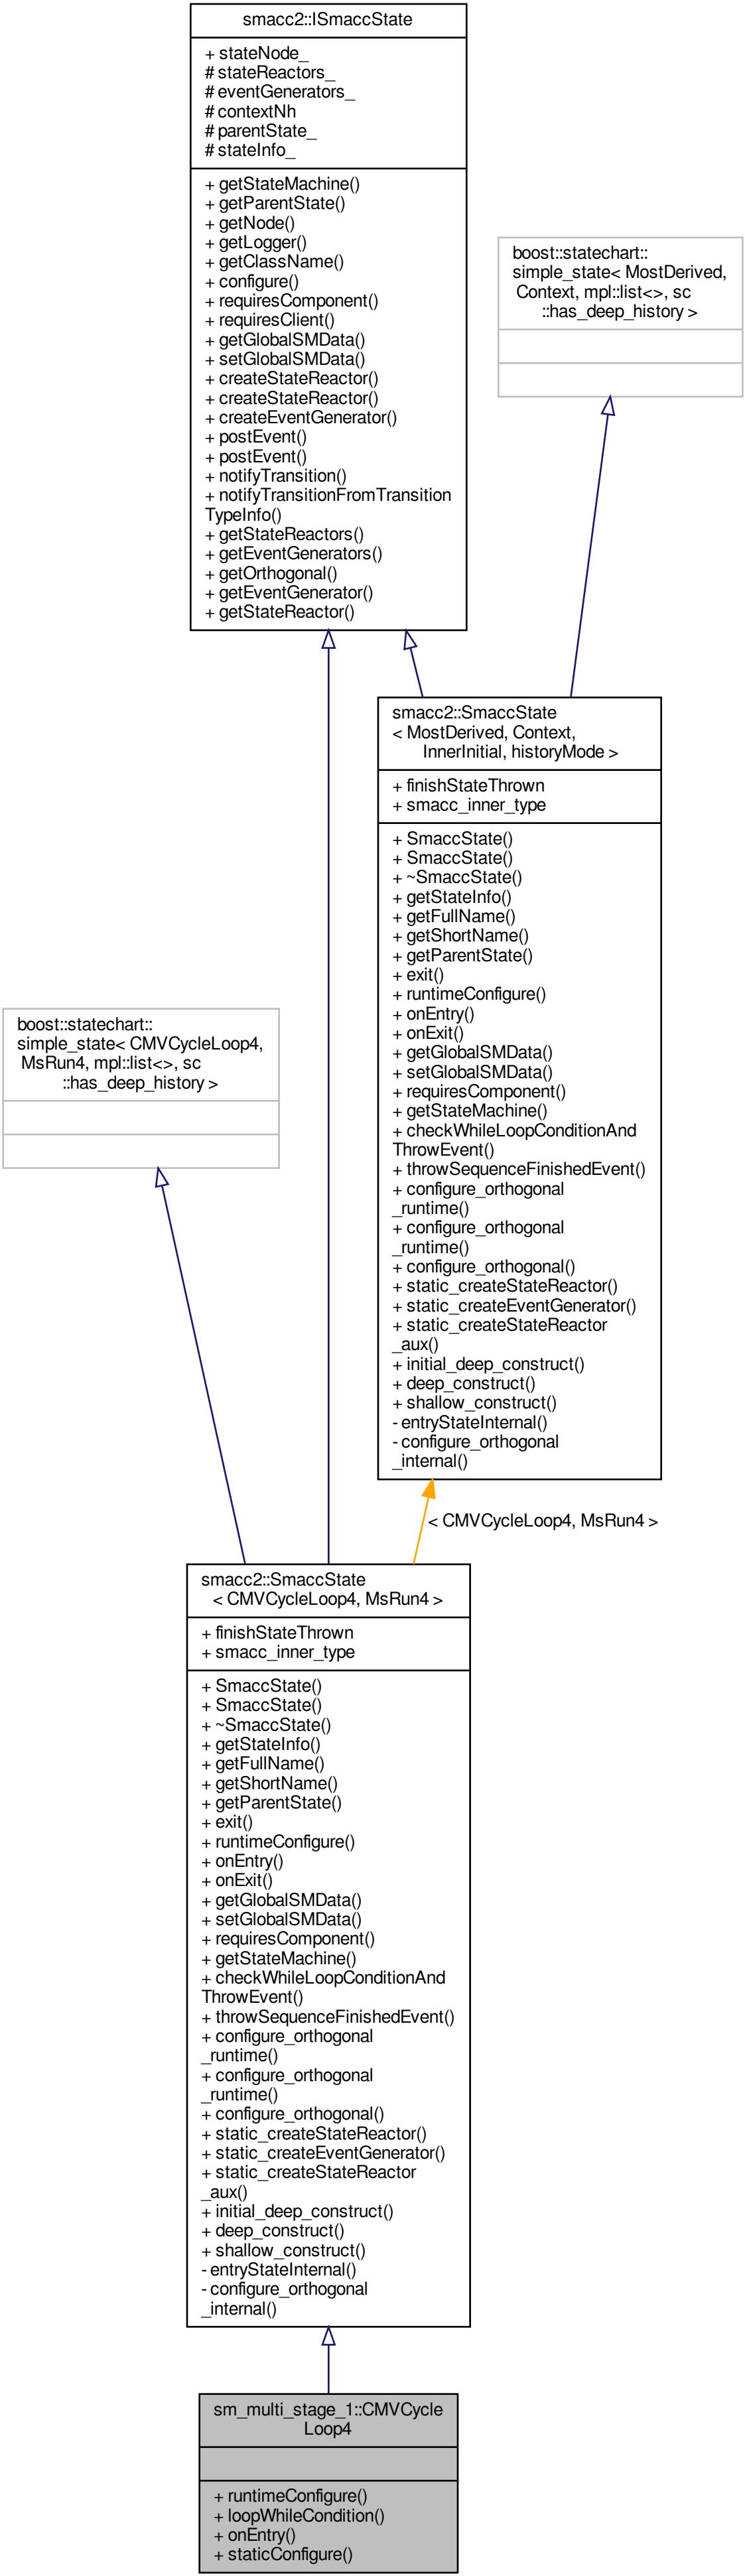 smacc2::ISmaccState
+ stateNode_
# stateReactors_
# eventGenerators_
# contextNh
# parentState_
# stateInfo_
+ getStateMachine()
+ getParentState()
+ getNode()
+ getLogger()
+ getClassName()
+ configure()
+ requiresComponent()
+ requiresClient()
+ getGlobalSMData()
+ setGlobalSMData()
+ createStateReactor()
+ createStateReactor()
+ createEventGenerator()
+ postEvent()
+ postEvent()
+ notifyTransition()
+ notifyTransitionFromTransition
TypeInfo()
+ getStateReactors()
+ getEventGenerators()
+ getOrthogonal()
+ getEventGenerator()
+ getStateReactor()
boost::statechart::
simple_state< MostDerived,
Context, mpl::list<>, sc
::has_deep_history >
smacc2::SmaccState
< MostDerived, Context,
InnerInitial, historyMode >
+ finishStateThrown
+ smacc_inner_type
+ SmaccState()
+ SmaccState()
+ ~SmaccState()
+ getStateInfo()
+ getFullName()
+ getShortName()
+ getParentState()
+ exit()
+ runtimeConfigure()
+ onEntry()
+ onExit()
+ getGlobalSMData()
+ setGlobalSMData()
+ requiresComponent()
+ getStateMachine()
+ checkWhileLoopConditionAnd
ThrowEvent()
+ throwSequenceFinishedEvent()
+ configure_orthogonal
_runtime()
+ configure_orthogonal
_runtime()
+ configure_orthogonal()
+ static_createStateReactor()
+ static_createEventGenerator()
+ static_createStateReactor
_aux()
+ initial_deep_construct()
+ deep_construct()
+ shallow_construct()
- entryStateInternal()
- configure_orthogonal
_internal()
boost::statechart::
simple_state< CMVCycleLoop4,
MsRun4, mpl::list<>, sc
::has_deep_history >
< CMVCycleLoop4, MsRun4 >
smacc2::SmaccState
< CMVCycleLoop4, MsRun4 >
+ finishStateThrown
+ smacc_inner_type
+ SmaccState()
+ SmaccState()
+ ~SmaccState()
+ getStateInfo()
+ getFullName()
+ getShortName()
+ getParentState()
+ exit()
+ runtimeConfigure()
+ onEntry()
+ onExit()
+ getGlobalSMData()
+ setGlobalSMData()
+ requiresComponent()
+ getStateMachine()
+ checkWhileLoopConditionAnd
ThrowEvent()
+ throwSequenceFinishedEvent()
+ configure_orthogonal
_runtime()
+ configure_orthogonal
_runtime()
+ configure_orthogonal()
+ static_createStateReactor()
+ static_createEventGenerator()
+ static_createStateReactor
_aux()
+ initial_deep_construct()
+ deep_construct()
+ shallow_construct()
- entryStateInternal()
- configure_orthogonal
_internal()
sm_multi_stage_1::CMVCycle
Loop4
+ runtimeConfigure()
+ loopWhileCondition()
+ onEntry()
+ staticConfigure()